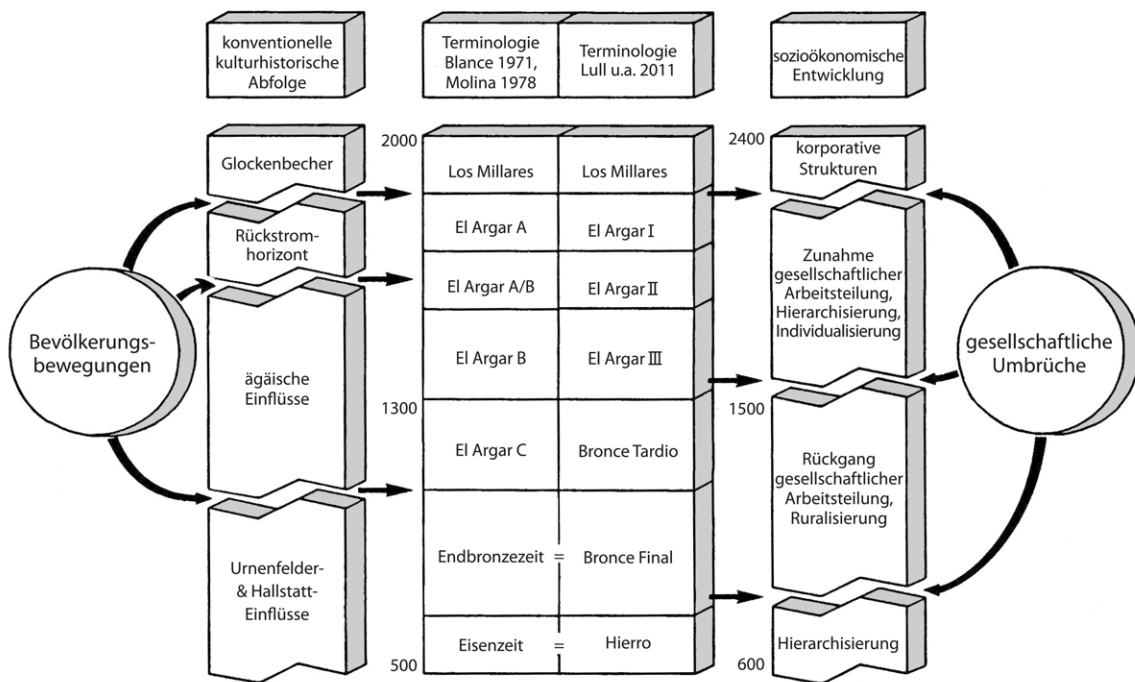 konventionelle
kulturhistorische
Abfolge
Terminologie
Blance 1971,
Molina 1978
Terminologie
Lull u.a. 2011
sozioökonomische
Entwicklung
2000
2400
Glockenbecher
Los Millares
Los Millares
korporative
Strukturen
Rückstrom-
horizont
El Argar A
El Argar I
El Argar A/B
El Argar II
Zunahme
gesellschaftlicher
Arbeitsteilung,
Hierarchisierung,
Individualisierung
Bevölkerungs-
bewegungen
ägäische
Einflüsse
El Argar B
El Argar III
gesellschaftliche
Umbrüche
1300
1500
El Argar C
Bronce Tardio
Rückgang
gesellschaftlicher
Arbeitsteilung,
Ruralisierung
Urnenfelder-
& Hallstatt-
Einflüsse
Endbronzezeit = Bronce Final
Eisenzeit = Hierro
Hierarchisierung
500
600